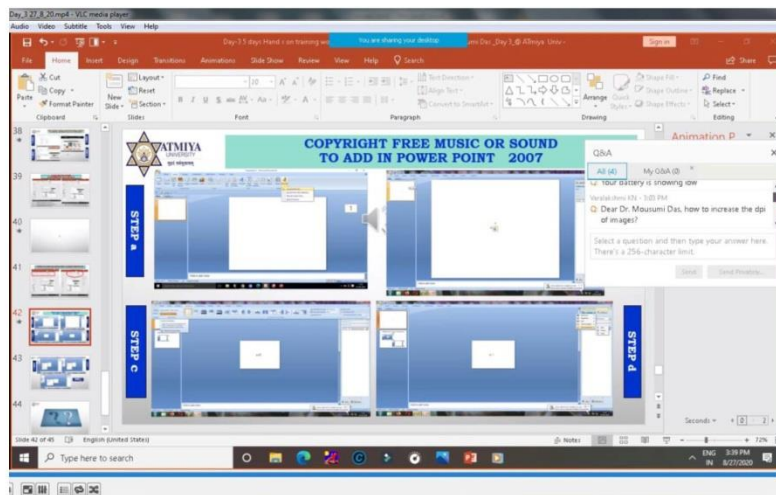 Day_3 27_8_20.mp4 - VLC media player
Audio Video Subtitle Tools View Help
You are sharing your desktop
Sign in
File Home Insert Design Transitions Animations Slide Show Review View Help Search
Share
Cut
Copy
Format Painter
Paste
Clipboard
New Slide
Layout
Reset
Section
Slides
Font
Paragraph
Text Direction
Align Text
Convert to SmartArt
Arrange
Quick Styles
Shape Fill
Shape Outline
Shape Effects
Drawing
Find
Replace
Select
Editing
38
39
40
41
42
43
44
ATMIYA
UNIVERSITY
COPYRIGHT FREE MUSIC OR SOUND
TO ADD IN POWER POINT 2007
STEP a
STEP c
STEP d
Animation P
Q&A
All (4) My Q&A (0)
Your battery is showing low
Dear Dr. Mousumi Das, how to increase the dpi
of images?
Select a question and then type your answer here.
There's a 256-character limit.
Send
Seconds
Slide 42 of 45 English (United States)
Notes
72%
Type here to search
ENG 3:39 PM
IN 8/27/2020